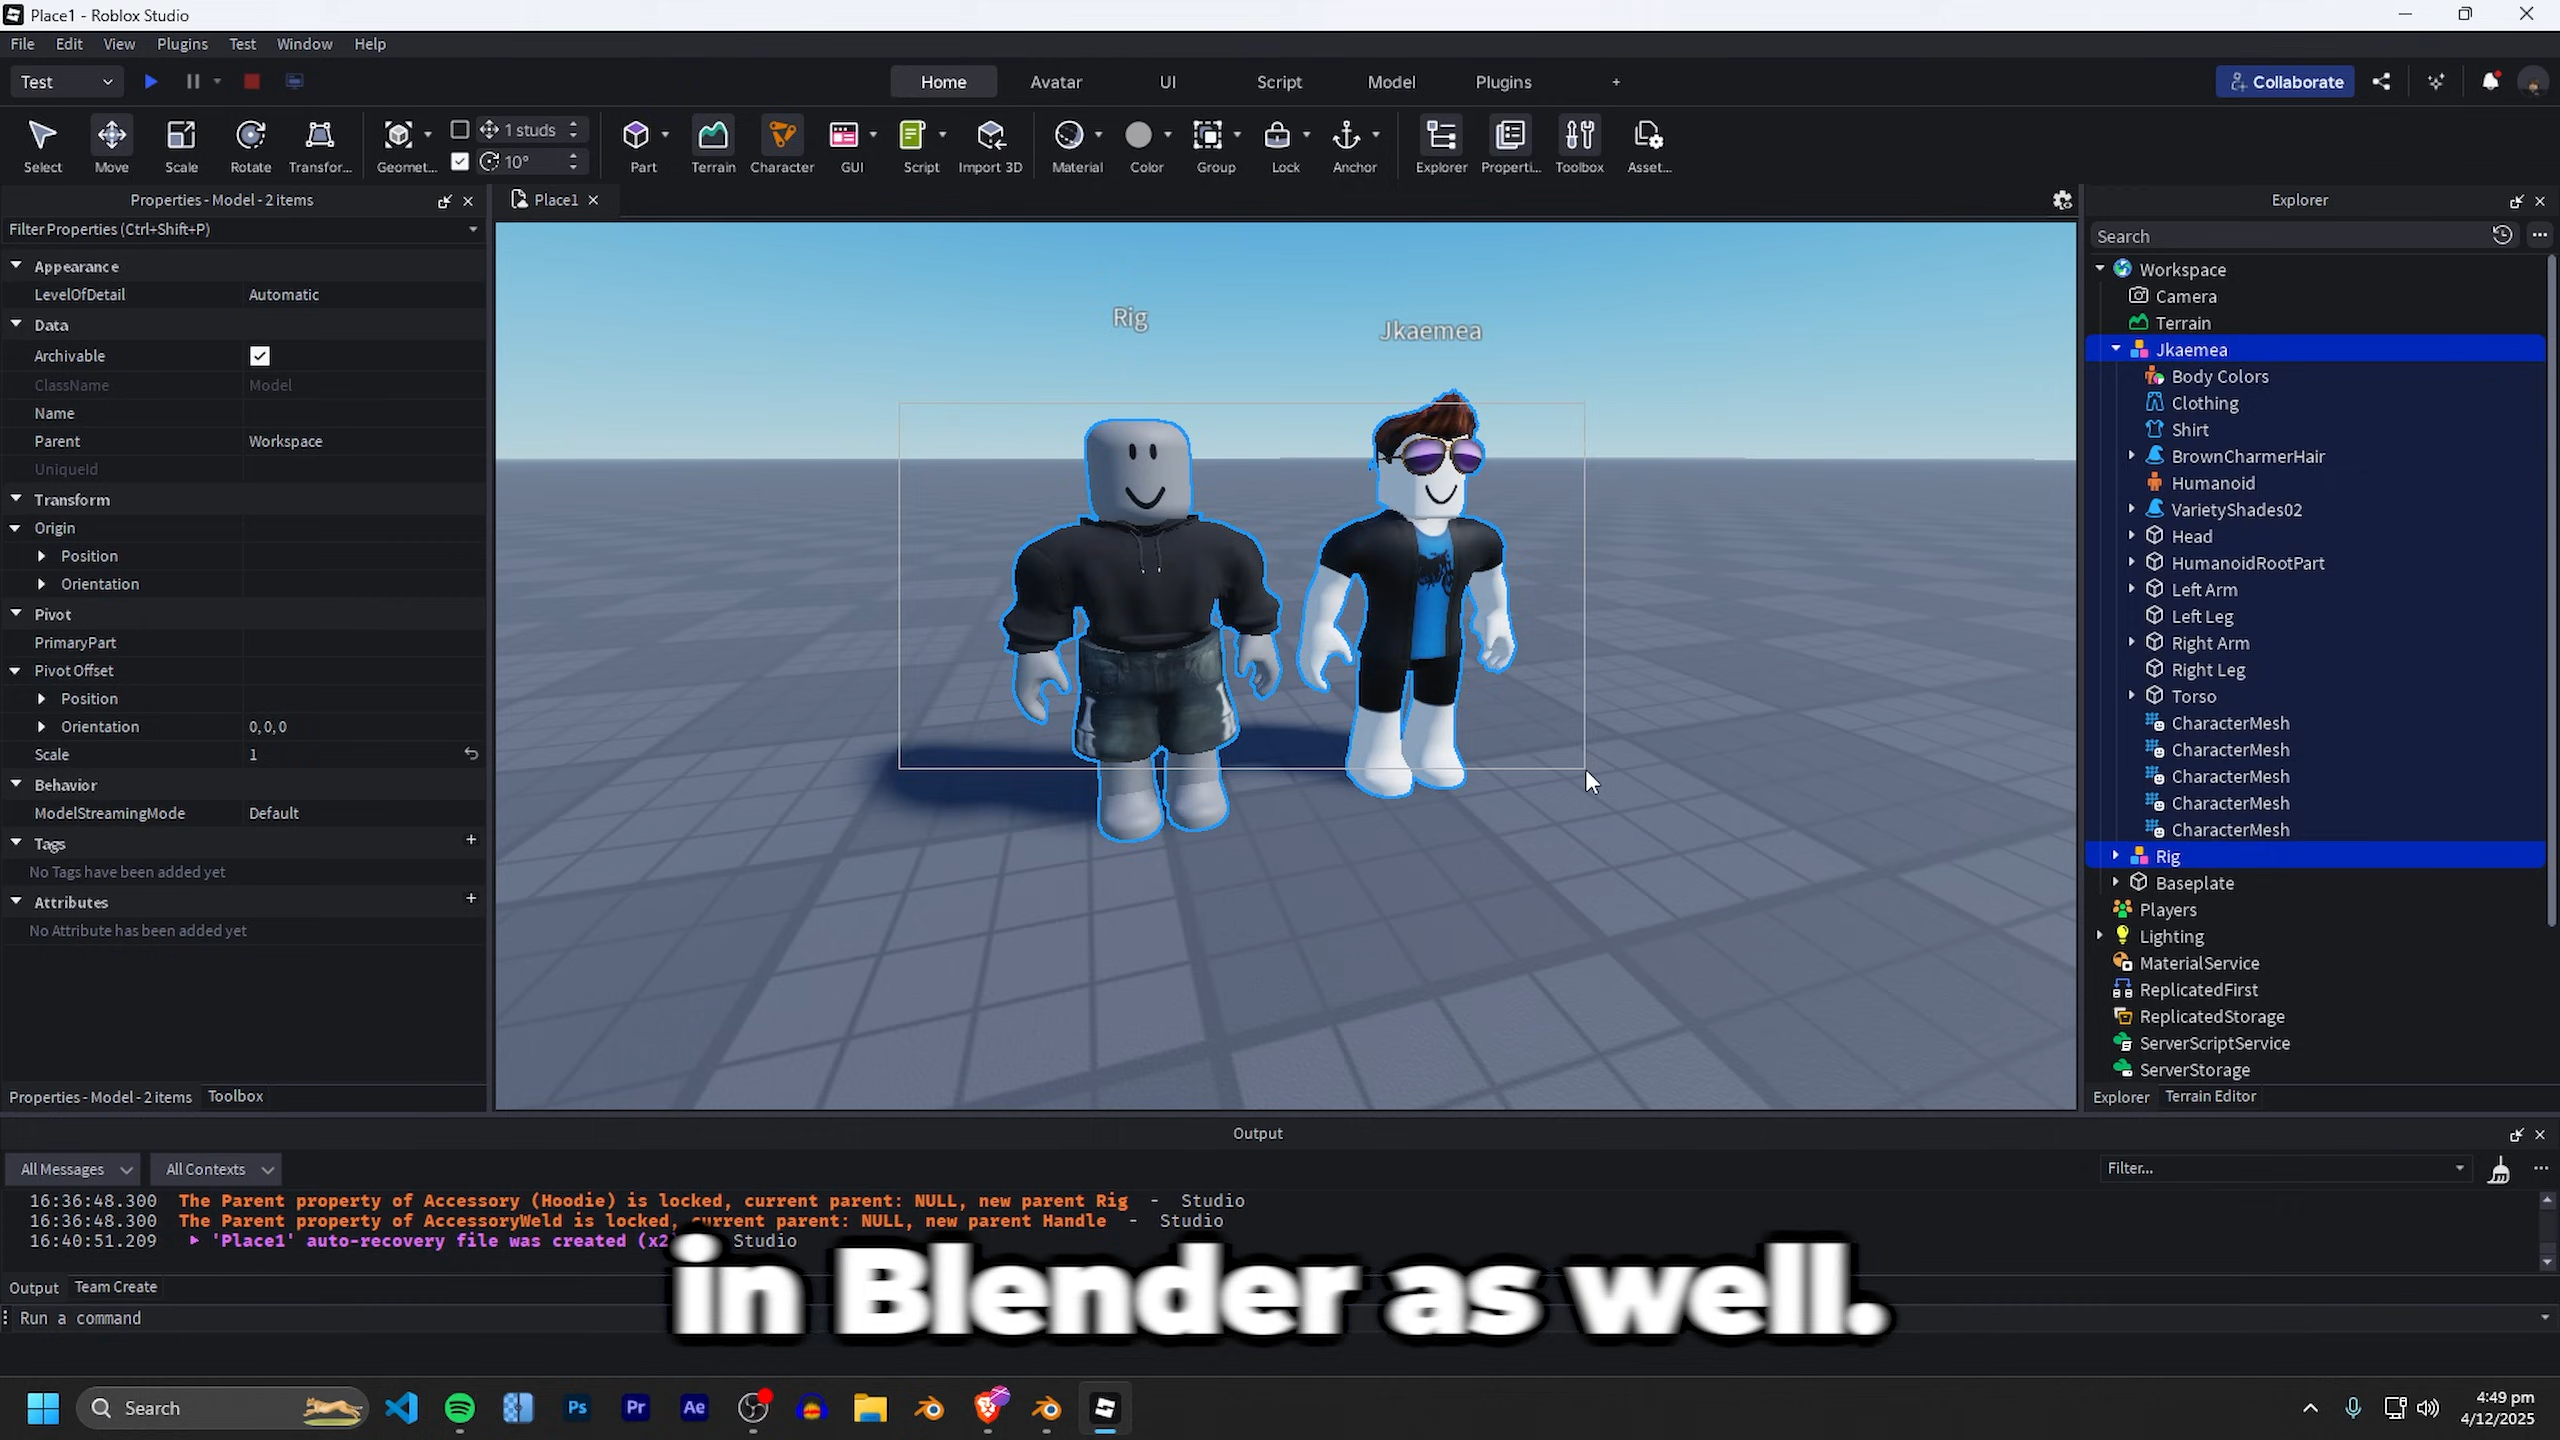 Place1 - Roblox Studio
File Edit View Plugins Test Window Help
Test
Home Avatar UI Script Model Plugins +
Collaborate
Select Move Scale Rotate Transfor... Geomet... Part Terrain Character GUI Script Import 3D Material Color Group Lock Anchor Explorer Properti... Toolbox Asset...
1 studs
10°
Properties - Model - 2 items
Filter Properties (Ctrl+Shift+P)
Appearance
LevelOfDetail Automatic
Data
Archivable
ClassName Model
Name
Parent Workspace
UniqueId
Transform
Origin
Position
Orientation
Pivot
PrimaryPart
Pivot Offset
Position
Orientation 0, 0, 0
Scale 1
Behavior
ModelStreamingMode Default
Tags +
No Tags have been added yet
Attributes +
No Attribute has been added yet
Properties - Model - 2 items Toolbox
Place1
Rig
Jkaemea
Explorer
Search
Workspace
Camera
Terrain
Jkaemea
Body Colors
Clothing
Shirt
BrownCharmerHair
Humanoid
VarietyShades02
Head
HumanoidRootPart
Left Arm
Left Leg
Right Arm
Right Leg
Torso
CharacterMesh
CharacterMesh
CharacterMesh
CharacterMesh
CharacterMesh
Rig
Baseplate
Players
Lighting
MaterialService
ReplicatedFirst
ReplicatedStorage
ServerScriptService
ServerStorage
Explorer Terrain Editor
Output
All Messages All Contexts
Filter...
16:36:48.300 The Parent property of Accessory (Hoodie) is locked, current parent: NULL, new parent Rig - Studio
16:36:48.300 The Parent property of AccessoryWeld is locked, current parent: NULL, new parent Handle - Studio
16:40:51.209 'Place1' auto-recovery file was created (x2 Studio
in Blender as well.
Output Team Create
Run a command
Search
Ps Pr Ae
4:49 pm
4/12/2025